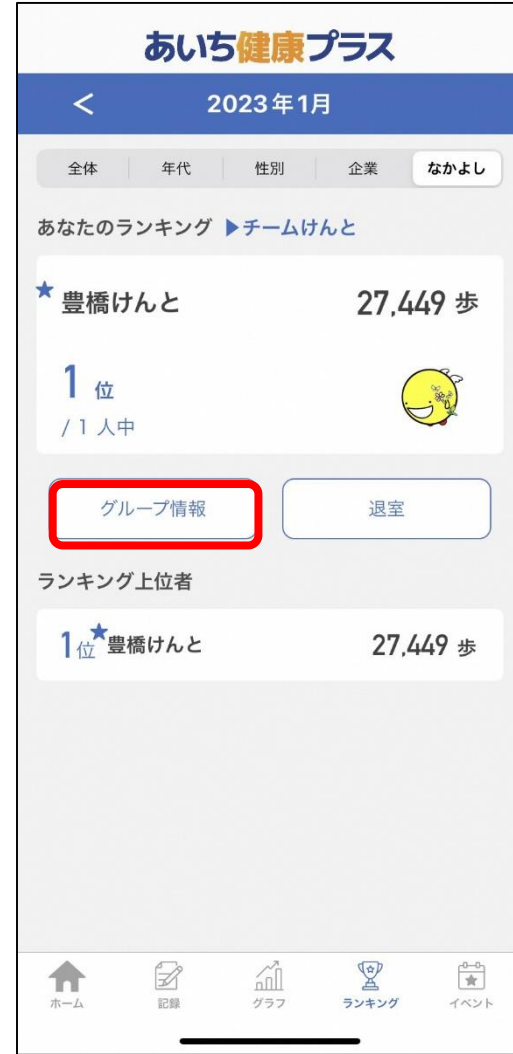 あいち健康プラス
< 2023年1月
全体 年代 性別 企業 なかよし
あなたのランキング ▶チームけんと
★豊橋けんと 27,449 歩
1 位
/ 1 人中
グループ情報 退室
ランキング上位者
1位★豊橋けんと 27,449 歩
ホーム 記録 グラフ ランキング イベント